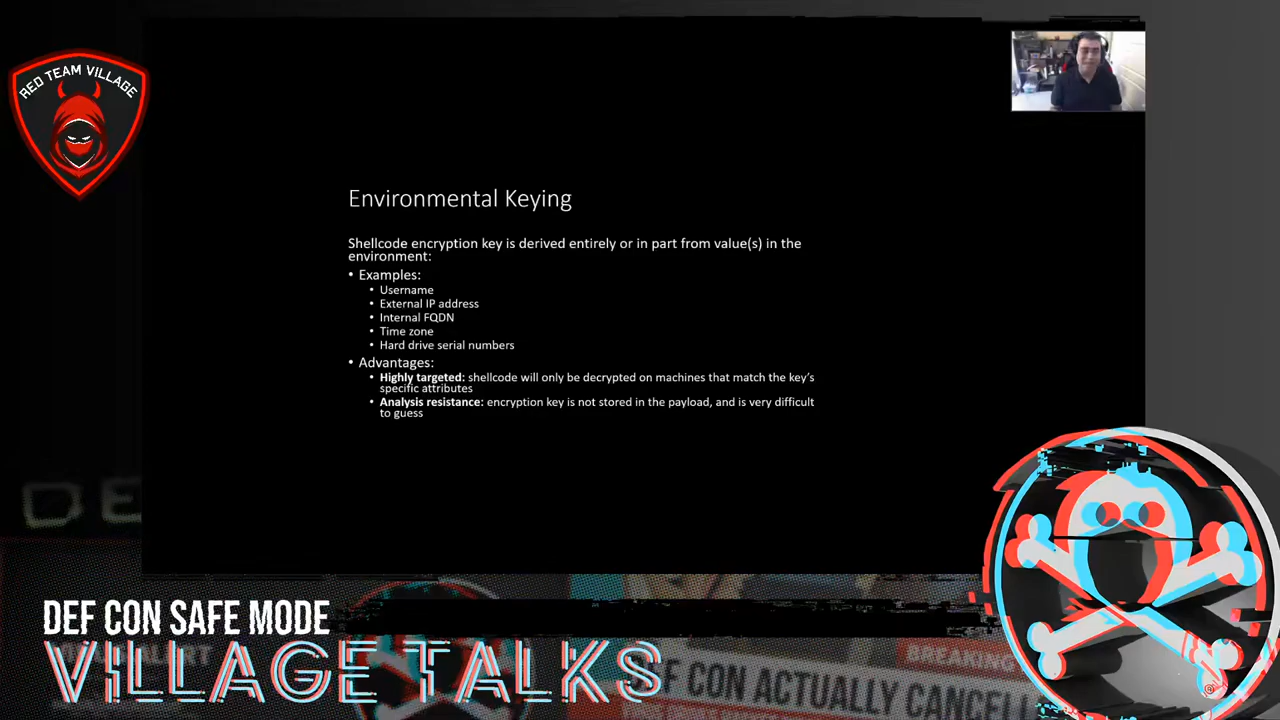 RED TEAM VILLAGE
Environmental Keying
Shellcode encryption key is derived entirely or in part from value(s) in the
environment:
• Examples:
• Username
• External IP address
• Internal FQDN
• Time zone
• Hard drive serial numbers
• Advantages:
• Highly targeted: shellcode will only be decrypted on machines that match the key's
specific attributes
• Analysis resistance: encryption key is not stored in the payload, and is very difficult
to guess
DE
DEF CON SAFE MODE
VILLAGE TALKS
BREAKING
DEF CON ACTUALLY CANCEL